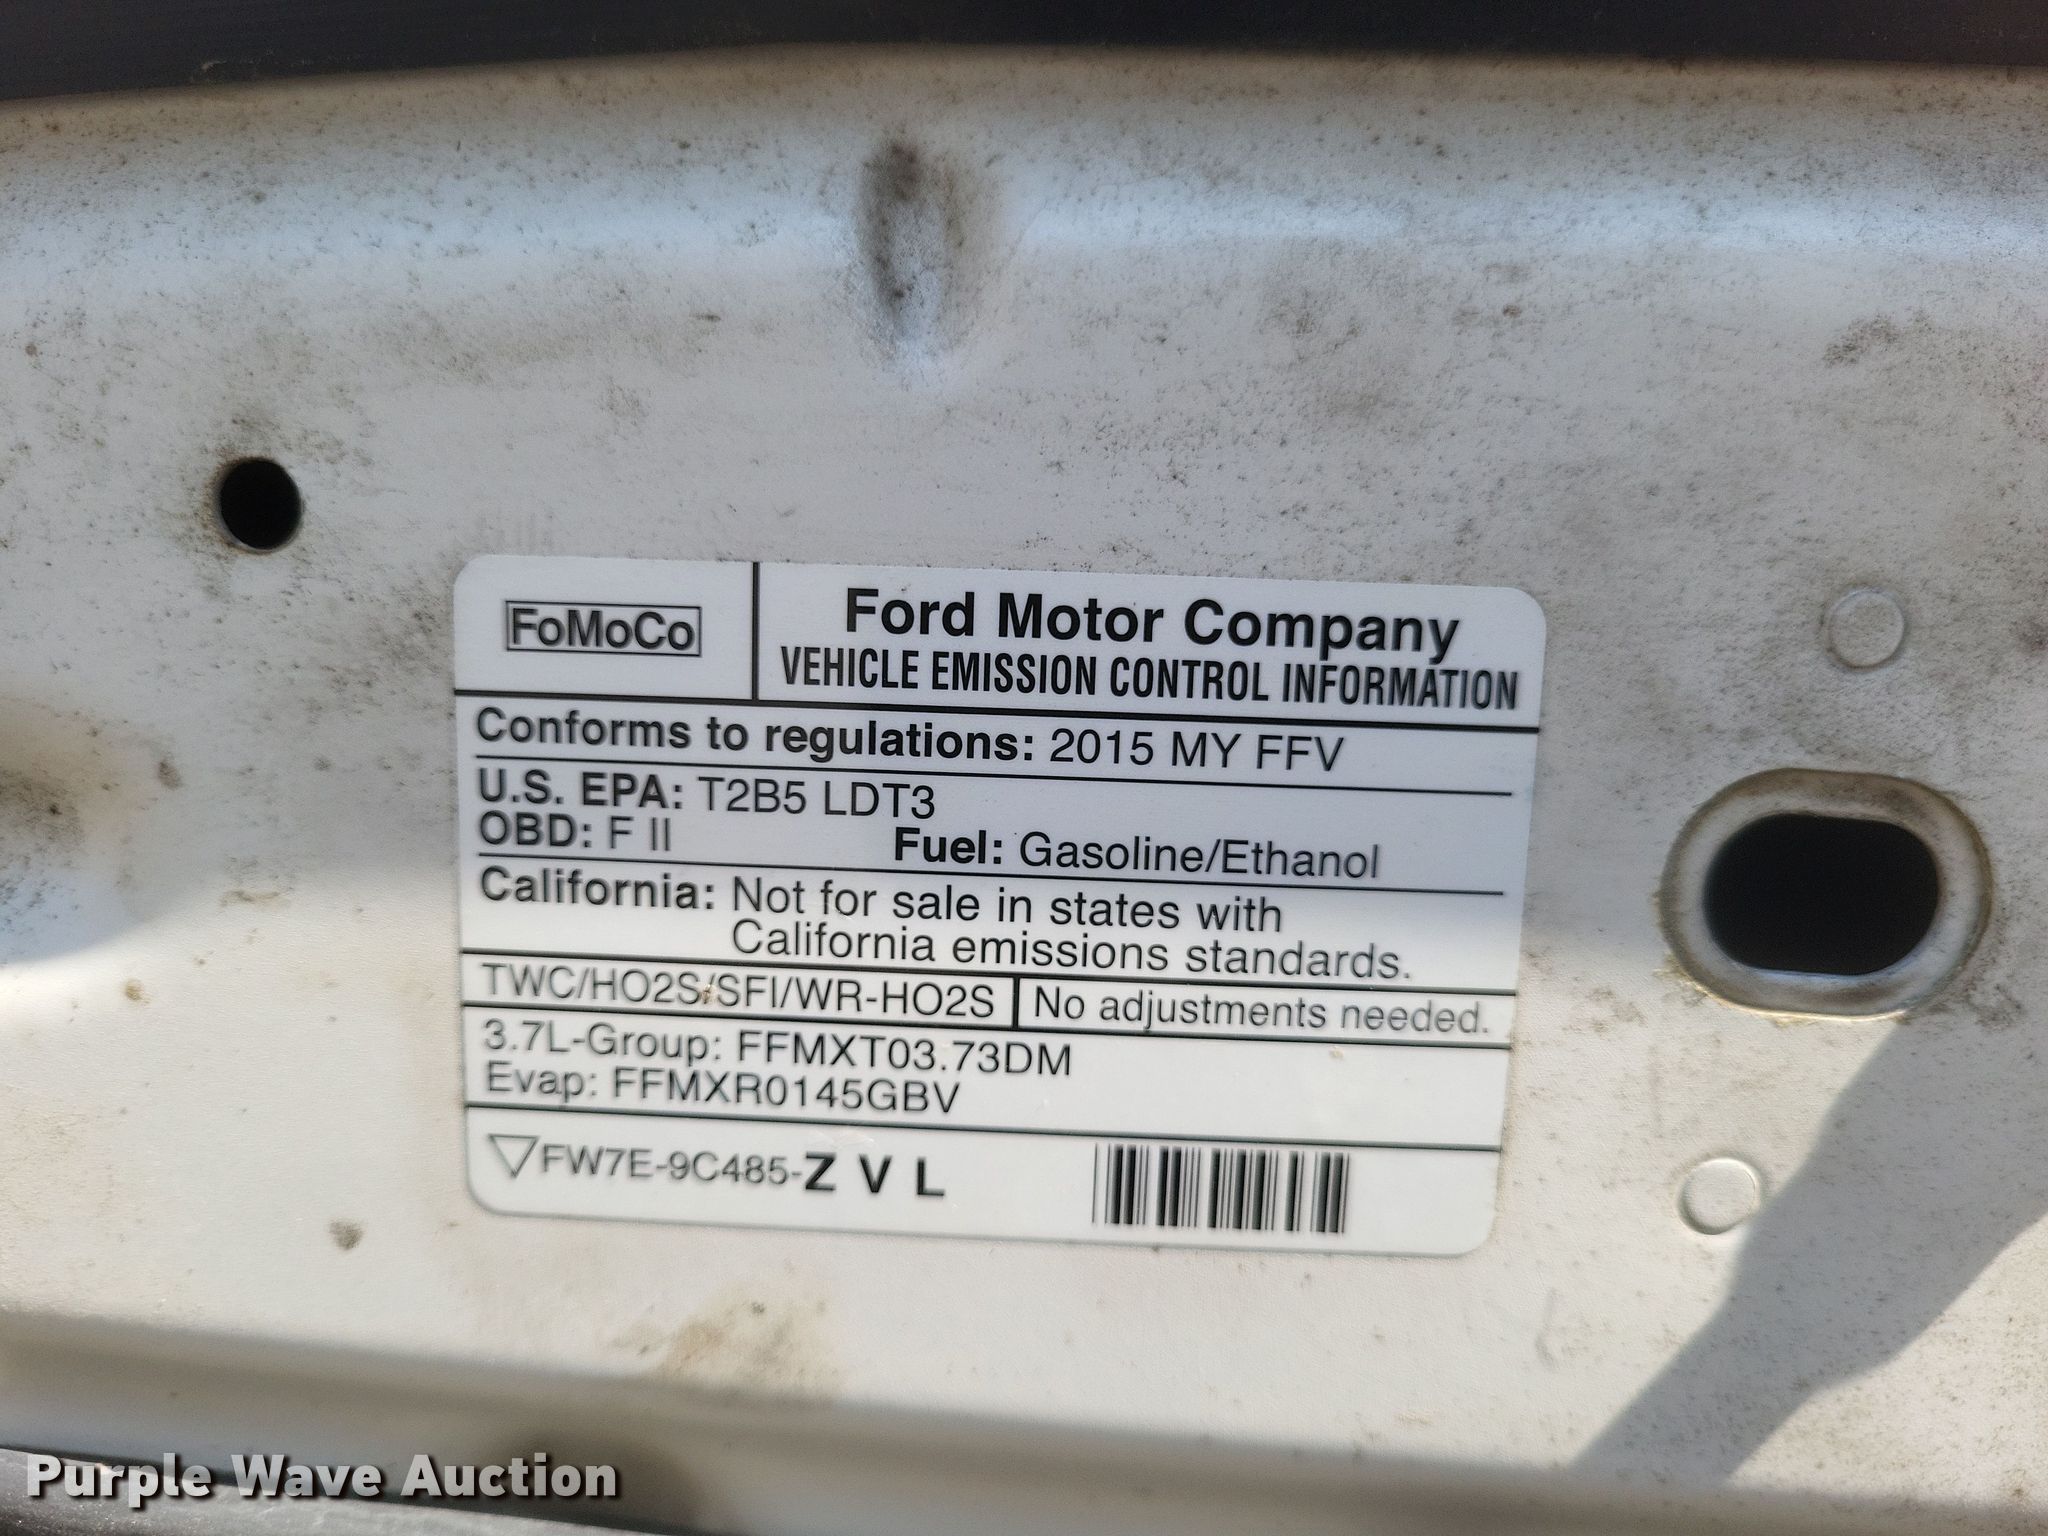 FoMoCo
Ford Motor Company
VEHICLE EMISSION CONTROL INFORMATION
Conforms to regulations: 2015 MY FFV
U.S. EPA: T2B5 LDT3
OBD: F II Fuel: Gasoline/Ethanol
California: Not for sale in states with
California emissions standards.
TWC/HO2S/SFI/WR-HO2S No adjustments needed.
3.7L-Group: FFMXT03.73DM
Evap: FFMXR0145GBV
FW7E-9C485-Z V L
Purple Wave Auction